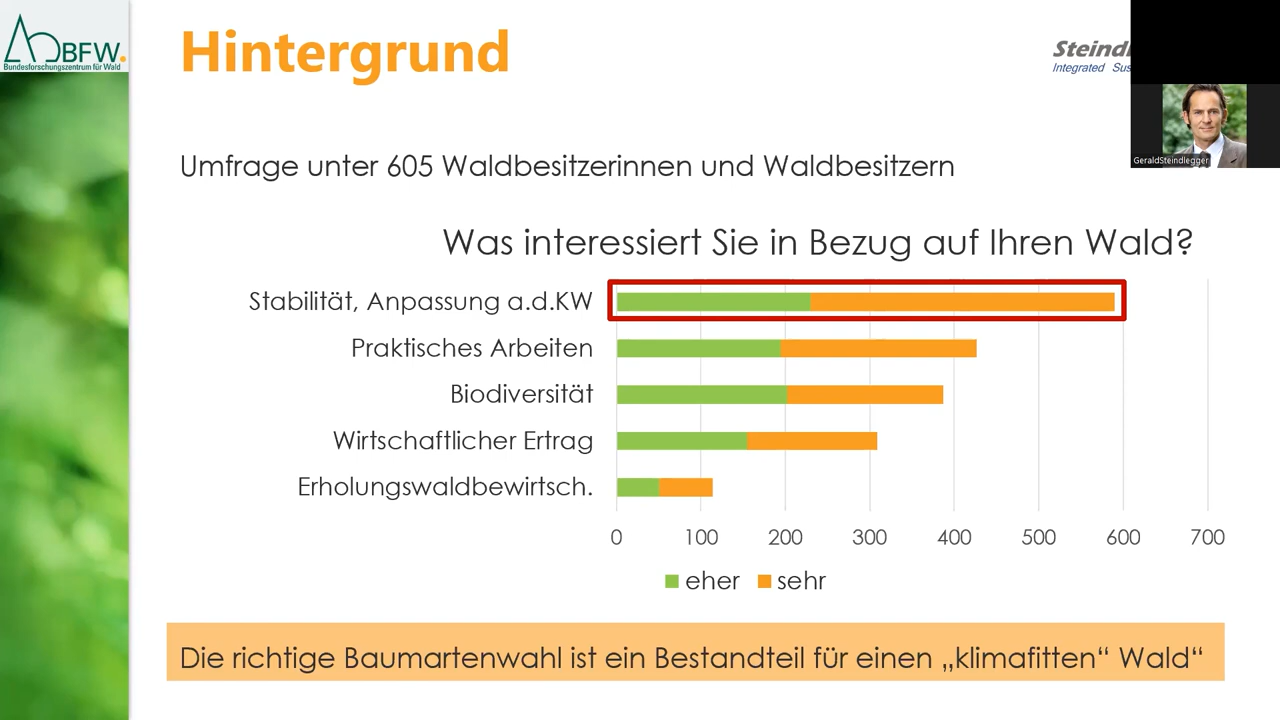 BFW.
Bundesforschungszentrum für Wald
Hintergrund
Integrated
GeraldSteindlegger
Umfrage unter 605 Waldbesitzerinnen und Waldbesitzern
Was interessiert Sie in Bezug auf Ihren Wald?
Stabilität, Anpassung a.d.KW
Praktisches Arbeiten
Biodiversität
Wirtschaftlicher Ertrag
Erholungswaldbewirtsch.
0 100 200 300 400 500 600 700
eher sehr
Die richtige Baumartenwahl ist ein Bestandteil für einen „klimafitten“ Wald“